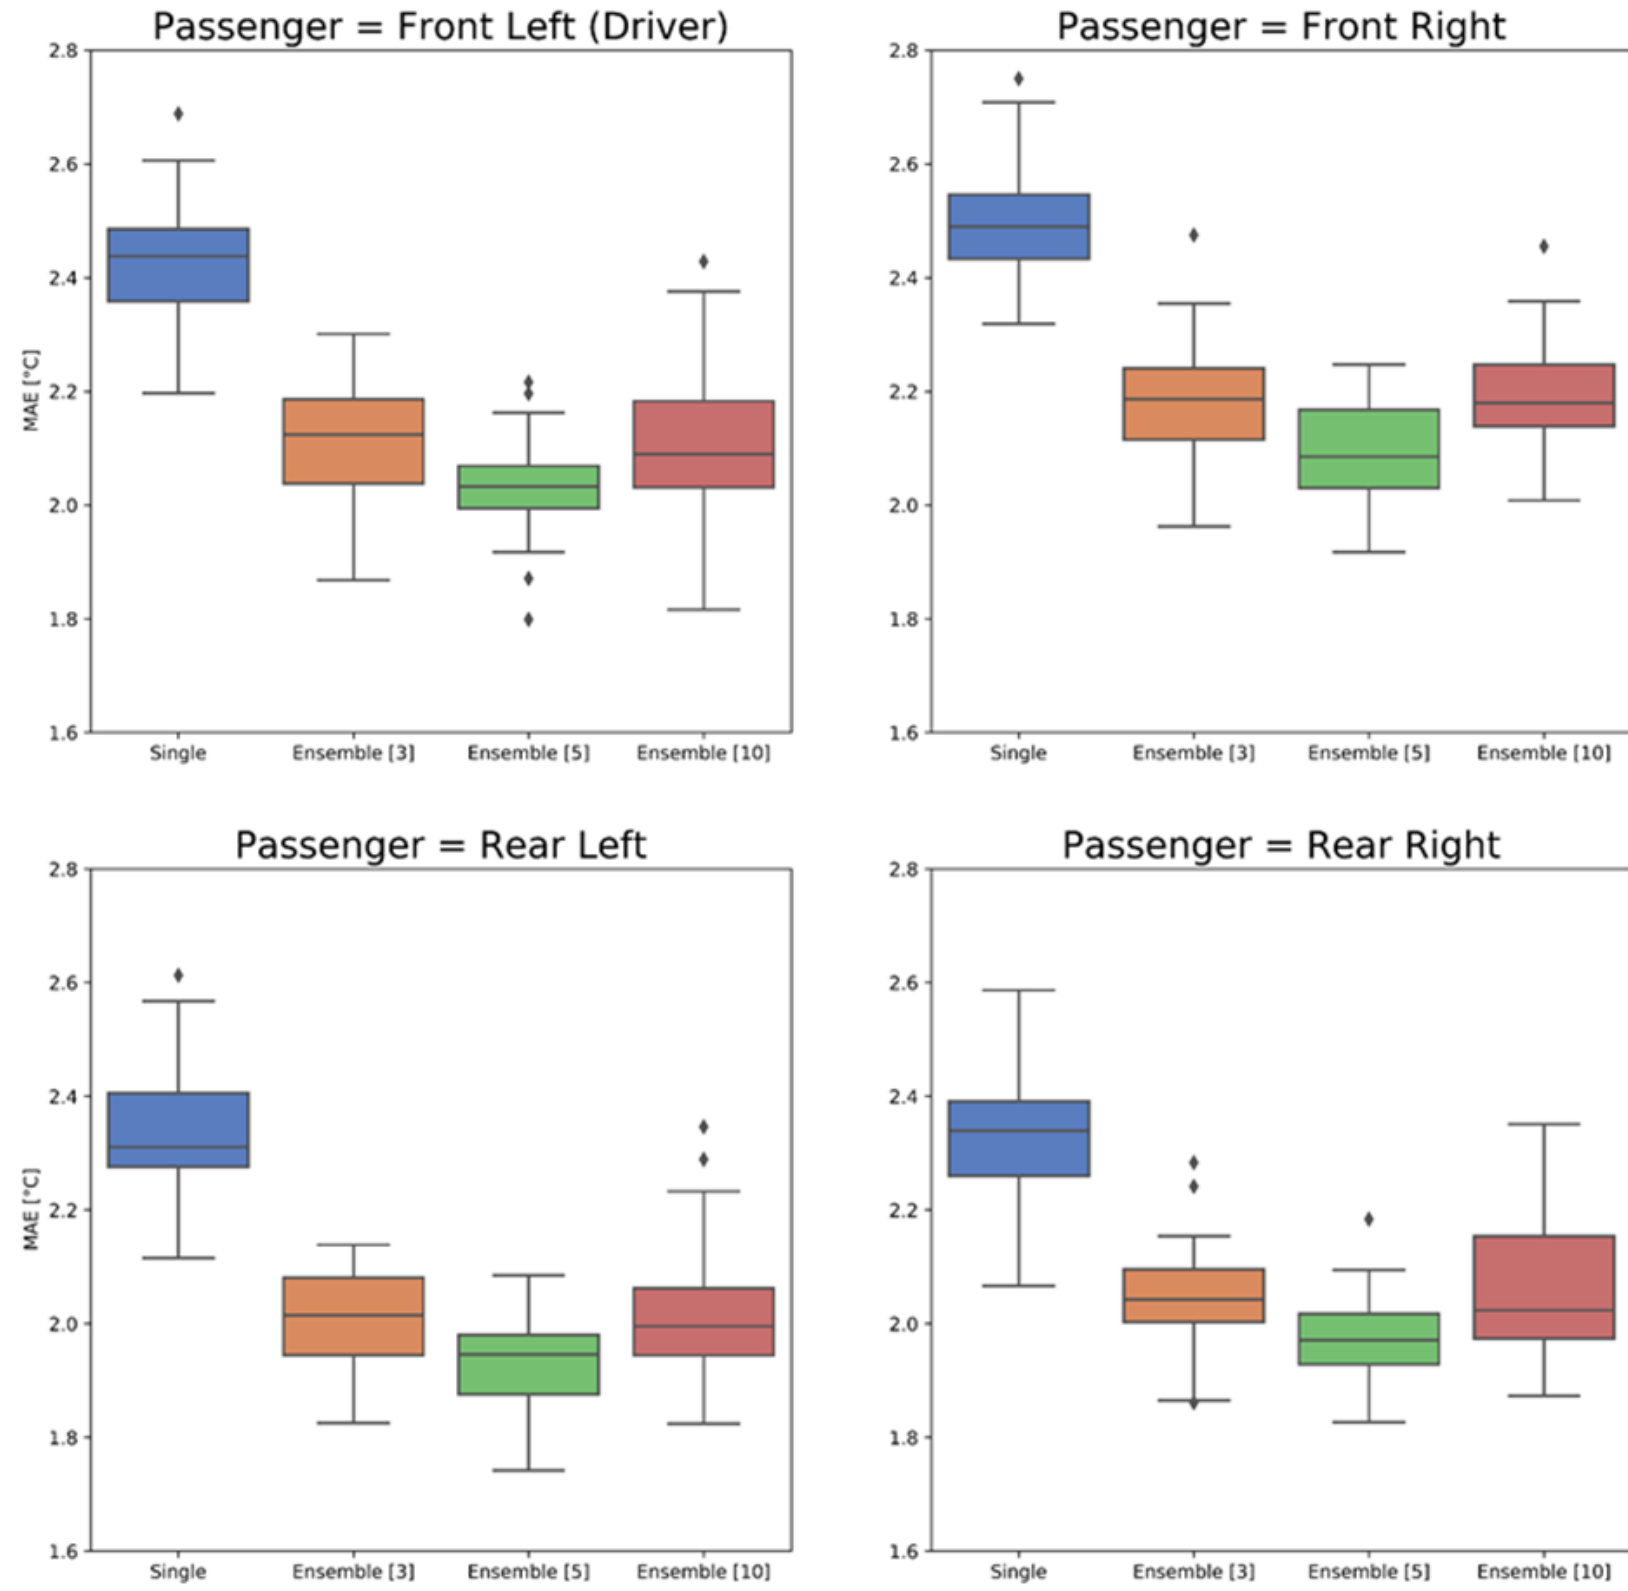 Passenger = Front Left (Driver)
2.8
2.6
2.4
2.2
2.0
1.8
1.6
MAE [°C]
Single Ensemble [3] Ensemble [5] Ensemble [10]
Passenger = Front Right
2.8
2.6
2.4
2.2
2.0
1.8
1.6
Single Ensemble [3] Ensemble [5] Ensemble [10]
Passenger = Rear Left
2.8
2.6
2.4
2.2
2.0
1.8
1.6
MAE [°C]
Single Ensemble [3] Ensemble [5] Ensemble [10]
Passenger = Rear Right
2.8
2.6
2.4
2.2
2.0
1.8
1.6
Single Ensemble [3] Ensemble [5] Ensemble [10]